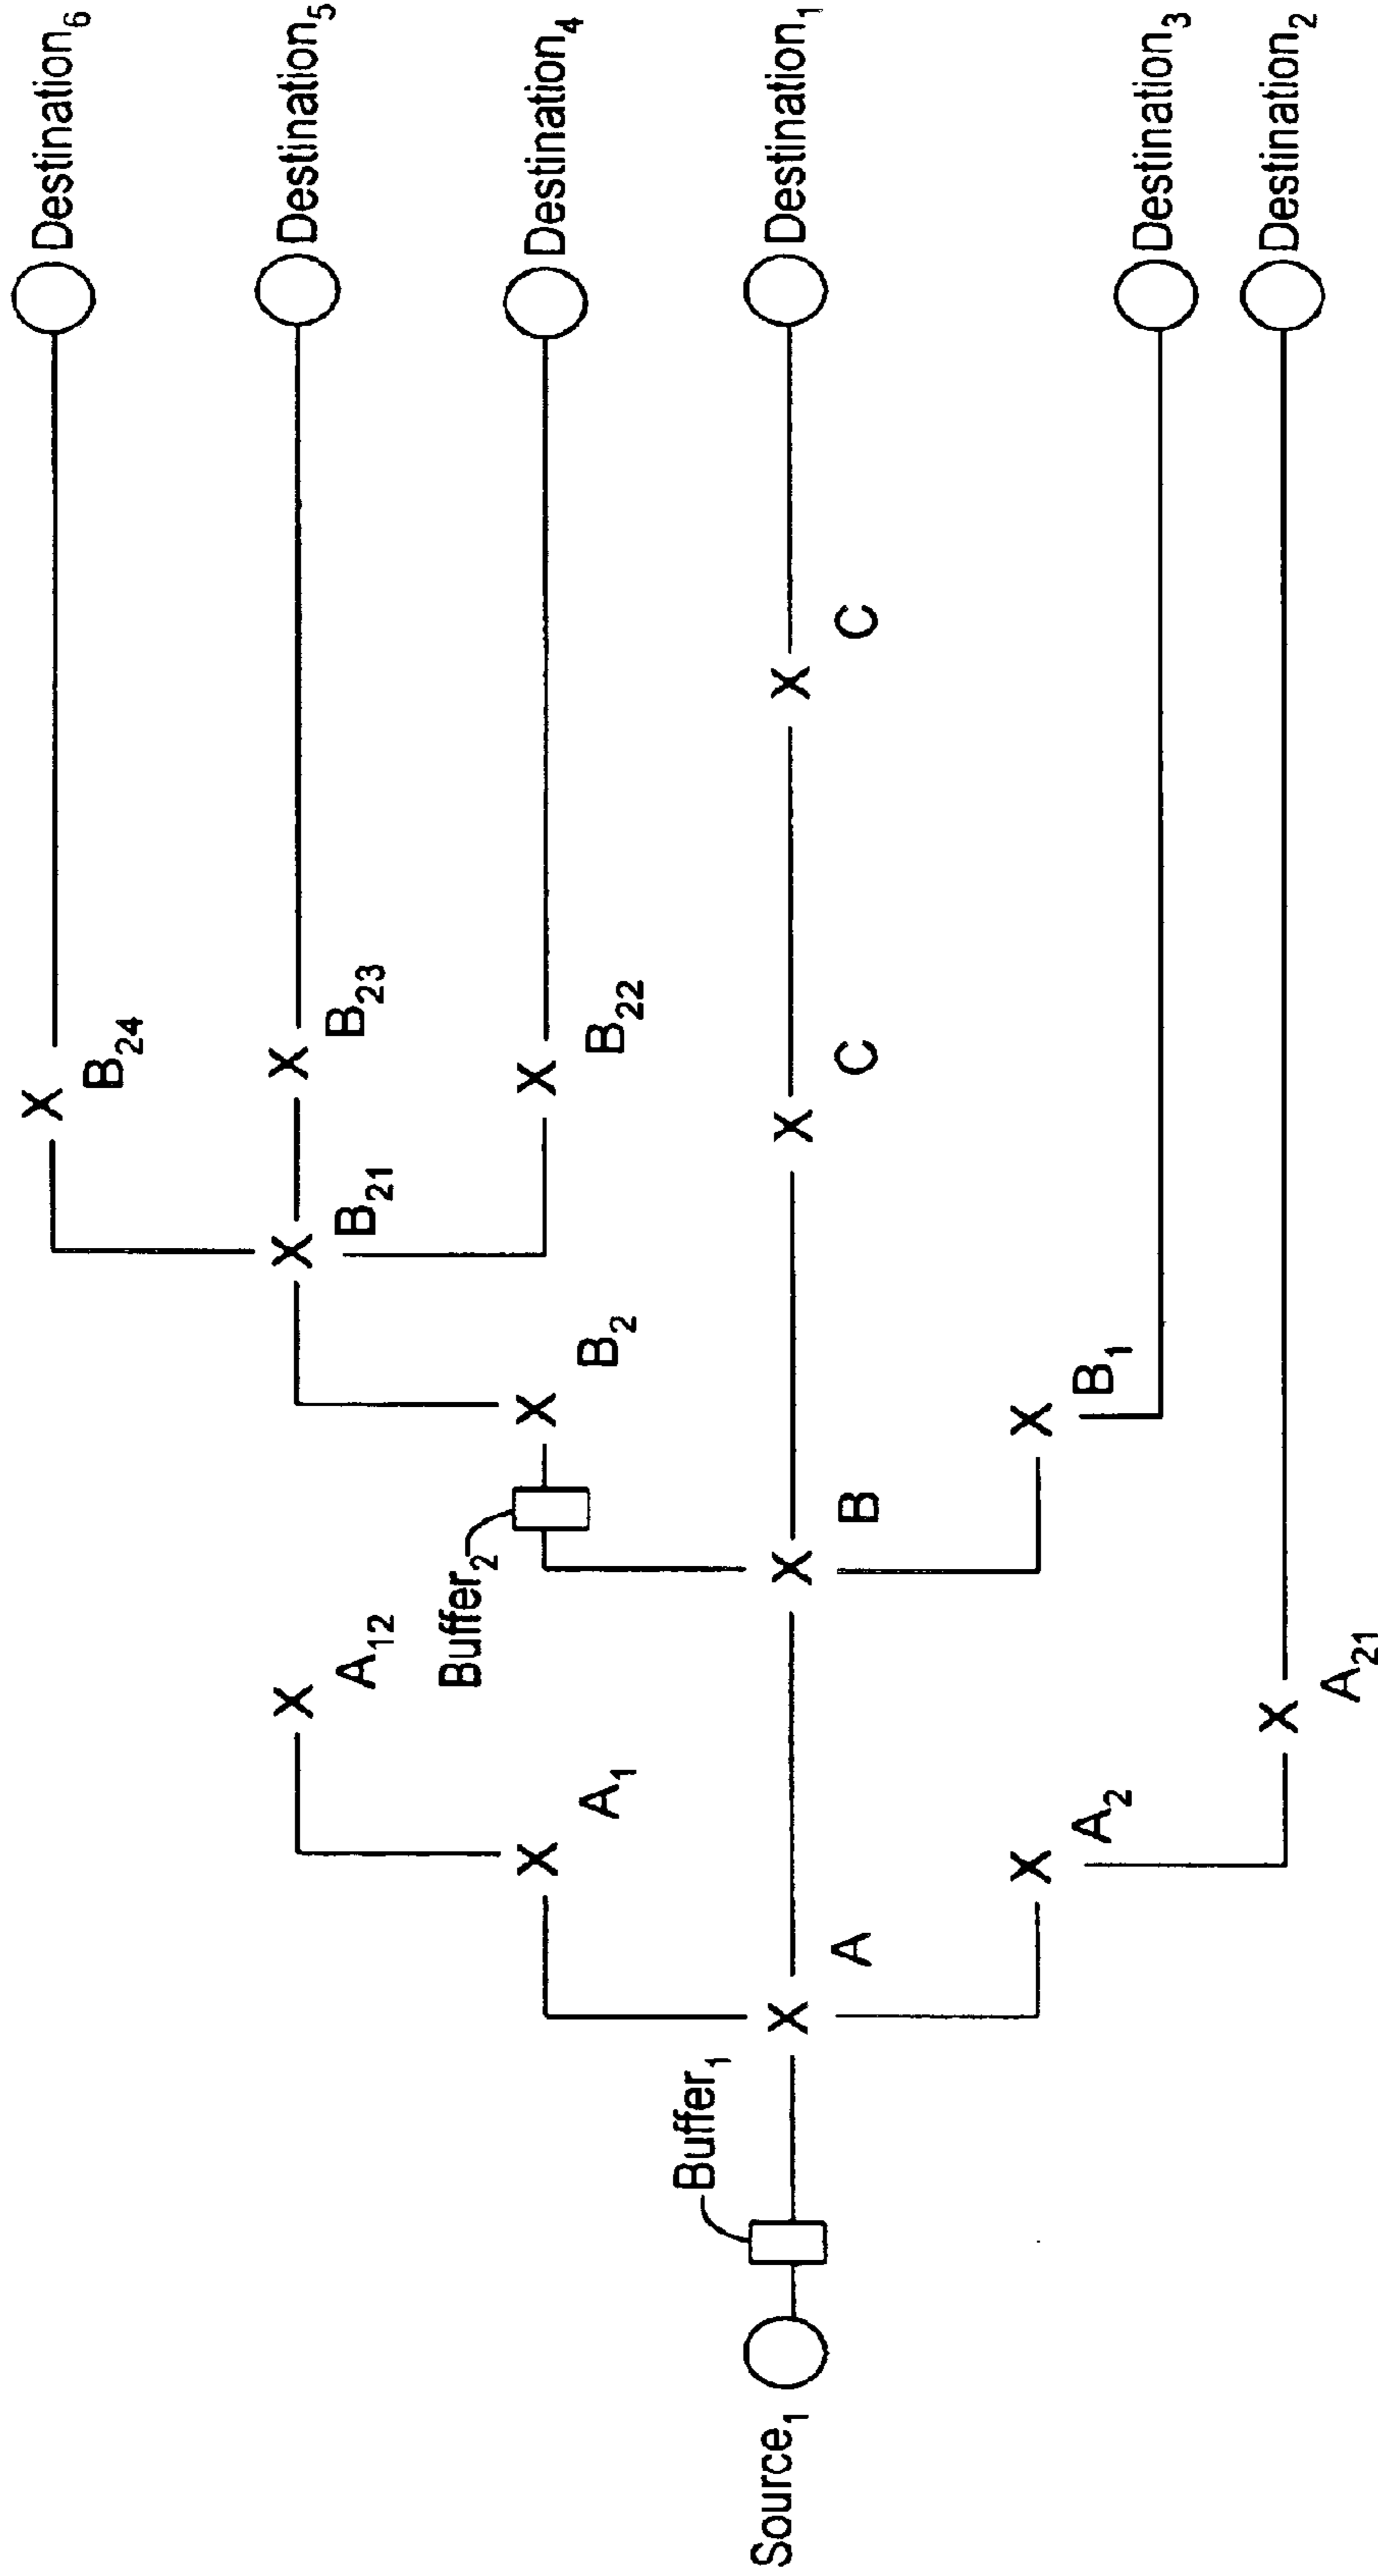 Destination₆
Destination₅
Destination₄
Destination₁
Destination₃
Destination₂
B₂₄
B₂₃
B₂₂
B₂₁
B₂
Buffer₂
A₁₂
A₁
C
C
B
B₁
A
A₂
A₂₁
Buffer₁
Source₁